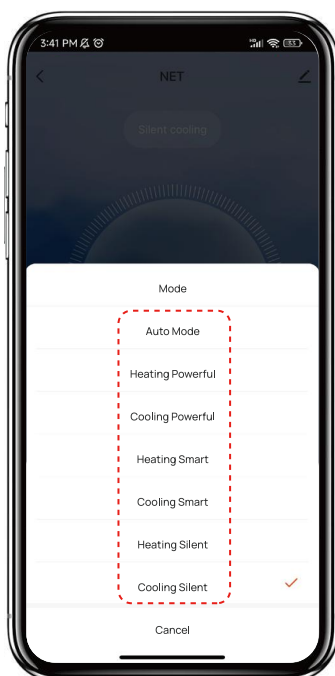 3:41 PM
NET
Silent cooling
Mode
Auto Mode
Heating Powerful
Cooling Powerful
Heating Smart
Cooling Smart
Heating Silent
Cooling Silent
Cancel